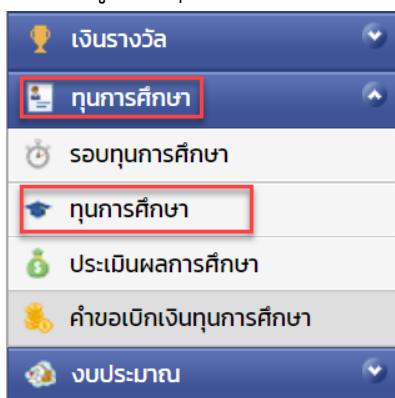 เงินรางวัล
ทุนการศึกษา
รอบทุนการศึกษา
ทุนการศึกษา
ประเมินผลการศึกษา
คำขอเบิกเงินทุนการศึกษา
งบประมาณ